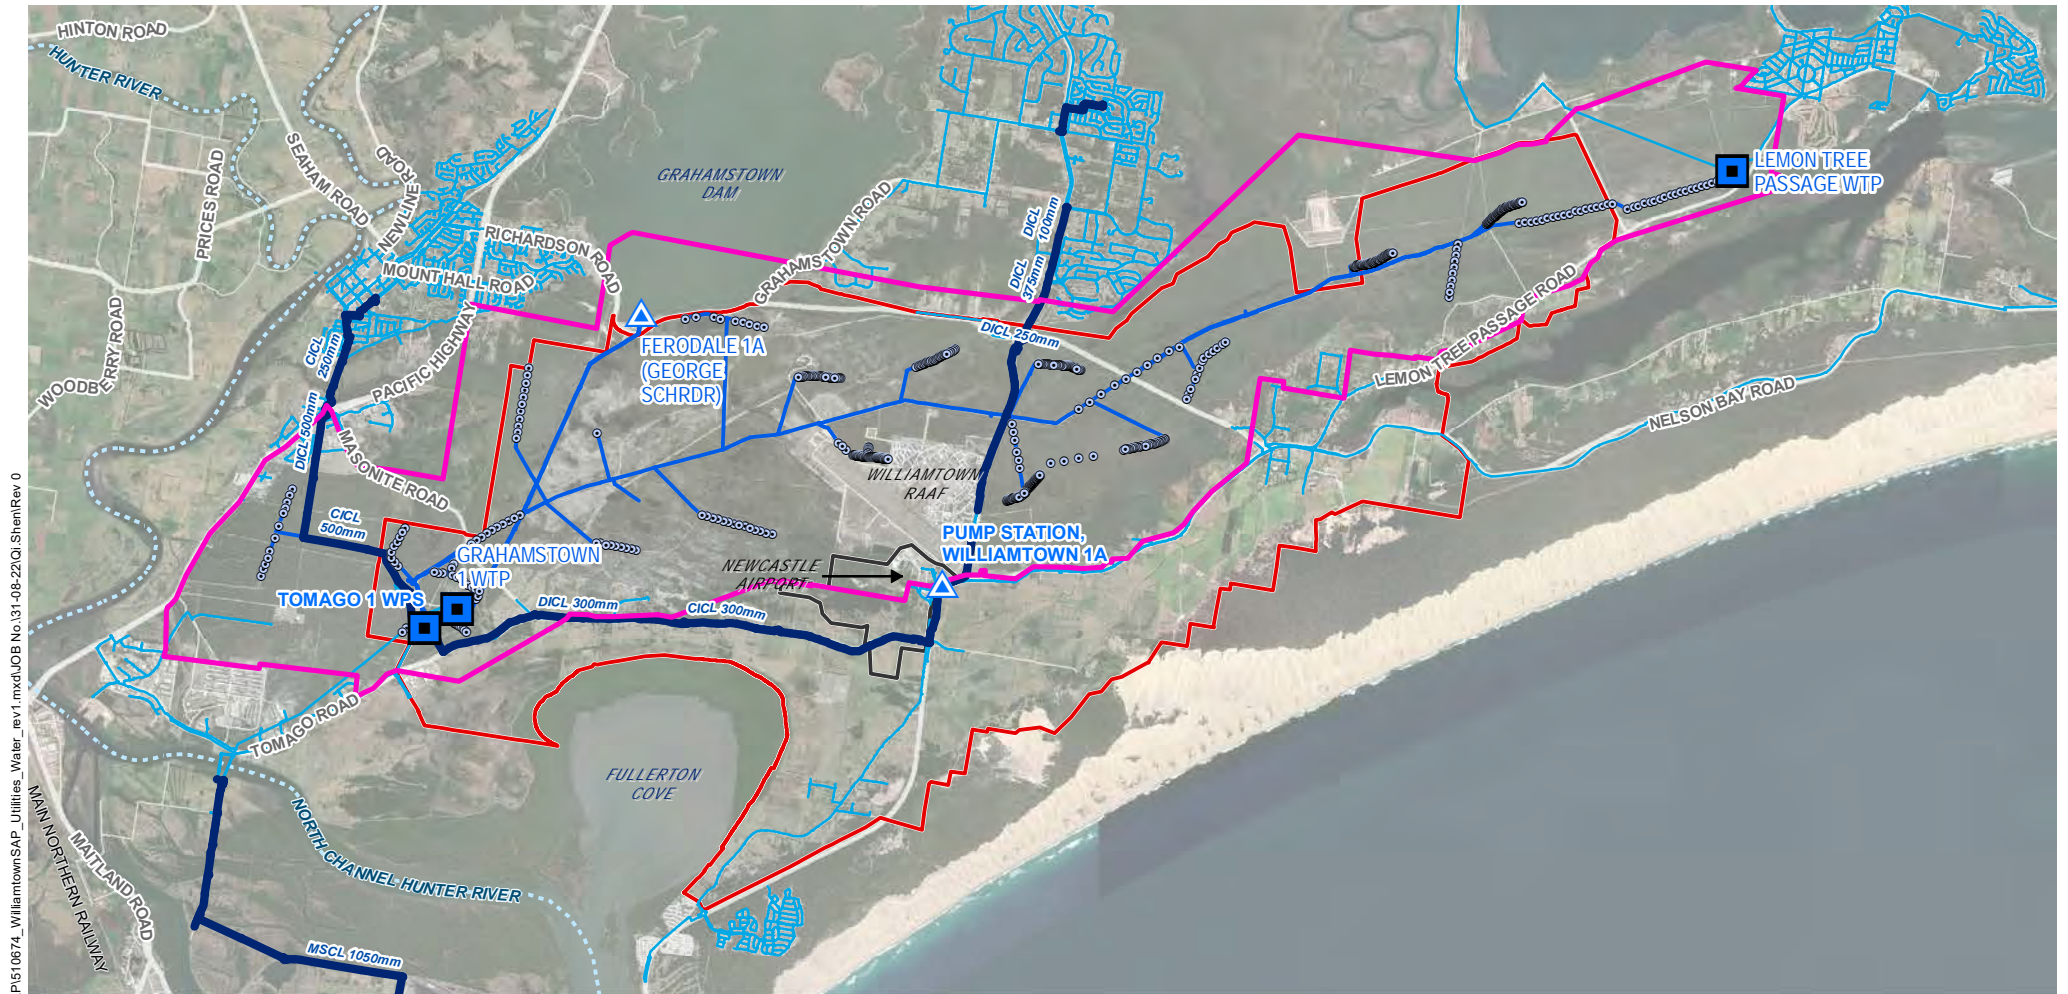 HINTON ROAD
HUNTER RIVER
SEAHAM ROAD
NEWLINE
ROAD
PRICES ROAD
GRAHAMSTOWN
DAM
RICHARDSON ROAD
MOUNT HALL ROAD
GRAHAMSTOWN ROAD
DICL
100mm
DICL
375mm
LEMON TREE
PASSAGE WTP
WOODBERRY ROAD
CICL
250mm
PACIFIC HIGHWAY
FERODALE 1A
(GEORGE
SCHRDR)
DICL 250mm
LEMON TREE PASSAGE ROAD
NELSON BAY ROAD
DICL 500mm
MASONITE ROAD
WILLIAMTOWN
RAAF
CICL
500mm
PUMP STATION,
WILLIAMTOWN 1A
GRAHAMSTOWN
1 WTP
NEWCASTLE
AIRPORT
TOMAGO 1 WPS
DICL 300mm
CICL 300mm
TOMAGO ROAD
FULLERTON
COVE
NORTH CHANNEL HUNTER RIVER
MAITLAND ROAD
MAIN NORTHERN RAILWAY
MSCL 1050mm
P\510674_WilliamtownSAP_Utilities_Water_rev1.mxd\JOB No.\31-08-22\Qi.Shen\Rev 0